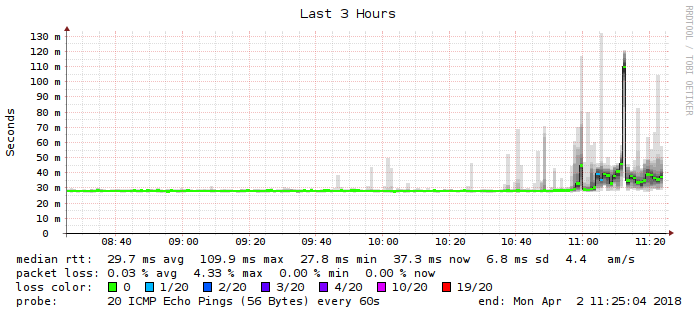 Last 3 Hours
RRDTOOL / TOBI OETIKER
Seconds
130 m
120 m
110 m
100 m
90 m
80 m
70 m
60 m
50 m
40 m
30 m
20 m
10 m
0
08:40 09:00 09:20 09:40 10:00 10:20 10:40 11:00 11:20
median rtt: 29.7 ms avg 109.9 ms max 27.8 ms min 37.3 ms now 6.8 ms sd 4.4 am/s
packet loss: 0.03 % avg 4.33 % max 0.00 % min 0.00 % now
loss color: 0 1/20 2/20 3/20 4/20 10/20 19/20
probe: 20 ICMP Echo Pings (56 Bytes) every 60s end: Mon Apr 2 11:25:04 2018